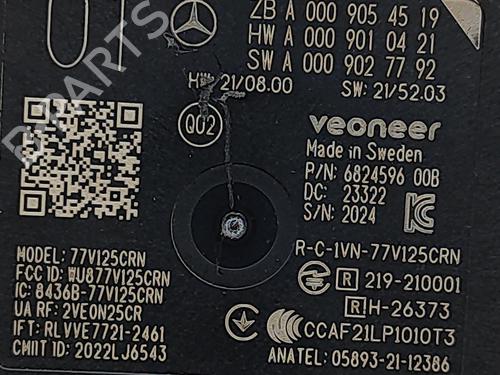 01
ZB A 000 905 45 19
HW A 000 901 04 21
SW A 000 902 77 92
HW: 21/08.00
SW: 21/52.03
Q02
veoneer
Made in Sweden
P/N: 6824596 00B
DC: 23322
S/N: 2024
MODEL: 77V125CRN
FCC ID: WU877V125CRN
IC: 8436B-77V125CRN
UA RF: 2VEON25CR
IFT: RLVVE7721-2461
CMIIT ID: 2022LJ6543
R-C-1VN-77V125CRN
R 219-210001
R H-26373
CCAF21LP1010T3
ANATEL: 05893-21-12386
B PARTS